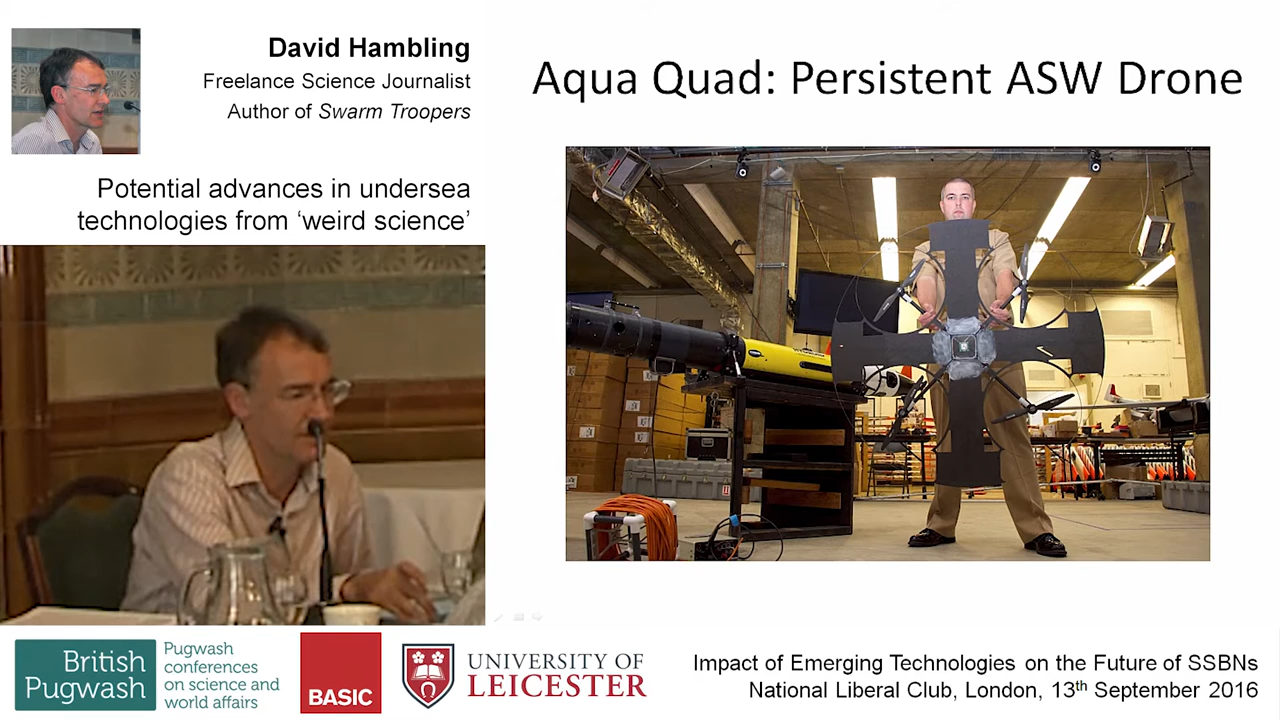 David Hambling
Freelance Science Journalist
Author of Swarm Troopers
Potential advances in undersea
technologies from ‘weird science’
Aqua Quad: Persistent ASW Drone
British
Pugwash
Pugwash
conferences
on science and
world affairs
BASIC
UNIVERSITY OF
LEICESTER
Impact of Emerging Technologies on the Future of SSBNs
National Liberal Club, London, 13th September 2016